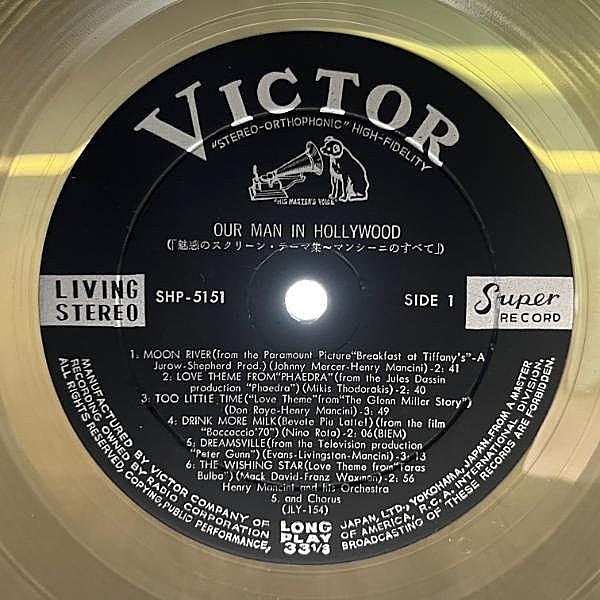 VICTOR
"STEREO-ORTHOPHONIC" HIGH-FIDELITY
"HIS MASTER'S VOICE"
OUR MAN IN HOLLYWOOD
(『魅惑のスクリーン・テーマ集~マンシーニのすべて』)
LIVING
STEREO
SHP-5151
SIDE 1
Super
RECORD
1. MOON RIVER(from the Paramount Picture"Breakfast at Tiffany's"-A
Jurow-Shepherd Prod.) (Johnny Mercer-Henry Mancini) -2: 41
2. LOVE THEME FROM"PHAEDRA"(from the Jules Dassin
production "Phaedra") (Mikis Thodorakis) -2: 40
3. TOO LITTLE TIME("Love Theme"from"The Glenn Miller Story")
(Don Raye-Henry Mancini) -3: 49
4. DRINK MORE MILK(Bevete Piu Latte!) (from the film
"Boccaccio'70") (Nino Rota) -2: 06(BIEM)
5. DREAMSVILLE(from the Television production
"Peter Gunn") (Evans-Livingston-Mancini) -3: 13
6. THE WISHING STAR(Love Theme from"Taras
Bulba") (Mack David-Franz Waxman) -2: 56
Henry Mancini and his Orchestra
5. and Chorus
(JLY-154)
LONG
PLAY
33 1/3
MANUFACTURED BY VICTOR COMPANY OF JAPAN, LTD., YOKOHAMA, JAPAN, FROM A MASTER
RECORDING OWNED BY RADIO CORPORATION OF AMERICA, R.C.A. INTERNATIONAL DIVISION.
ALL RIGHTS RESERVED, COPYING, PUBLIC PERFORMANCE, BROADCASTING OF THESE RECORDS ARE FORBIDDEN.